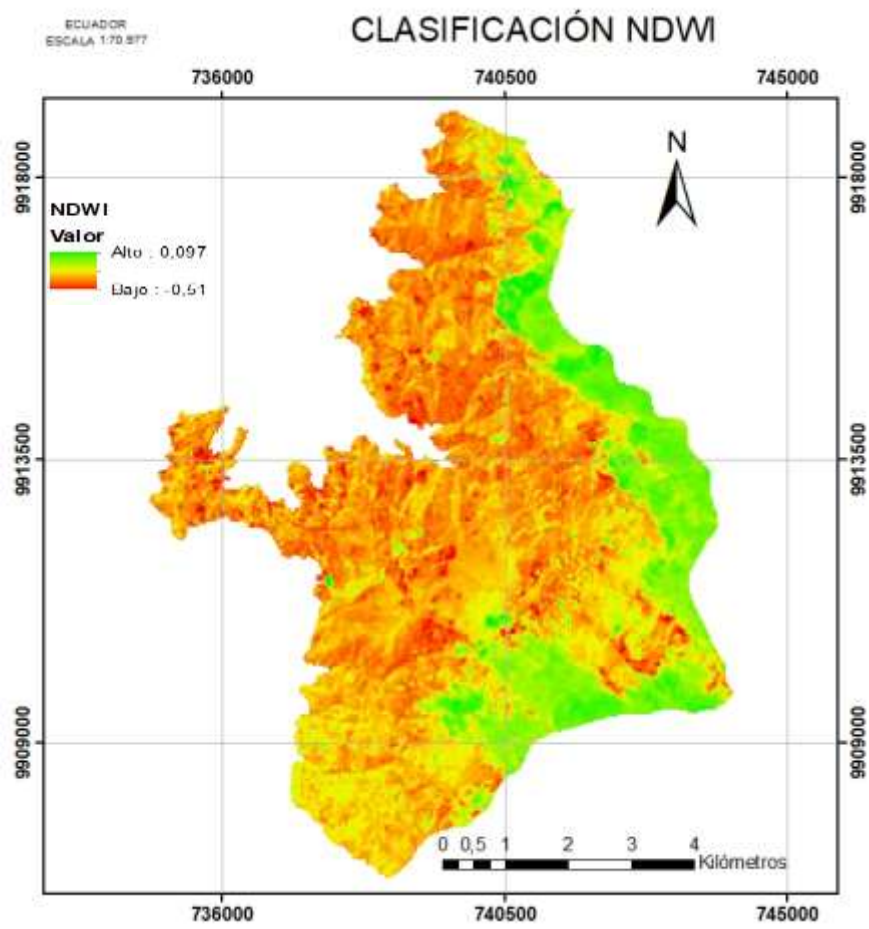 ECUADOR
ESCALA 1:70.977
CLASIFICACIÓN NDWI
736000 740500 745000
9918000 9918000
N
NDWI
Valor
Alto : 0,097
Bajo : -0,51
9913500 9913500
9909000 9909000
0 0,5 1 2 3 4
Kilómetros
736000 740500 745000